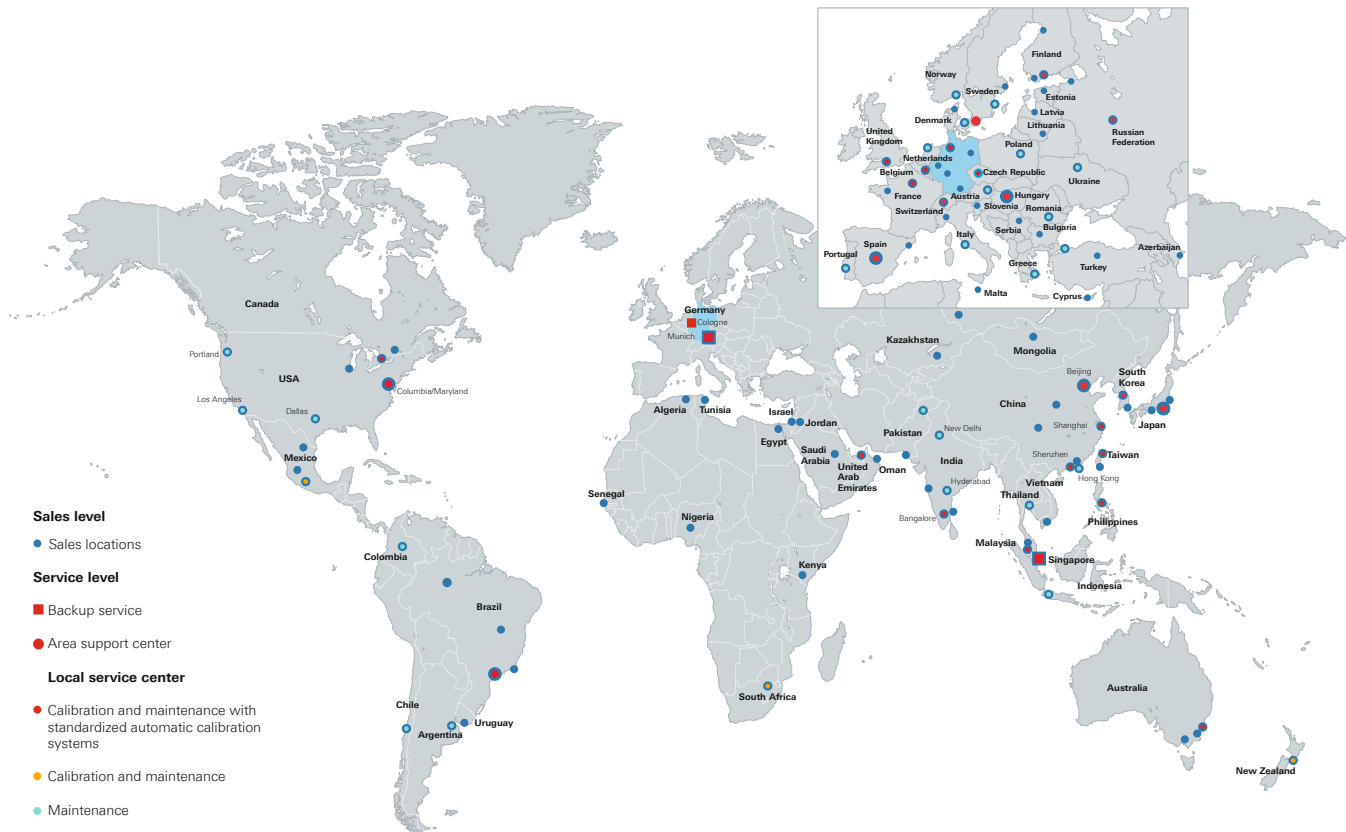 Finland
Norway
Sweden
Estonia
Latvia
Denmark
Lithuania
United
Kingdom
Russian
Federation
Poland
Netherlands
Belgium
Czech Republic
Ukraine
France
Austria
Hungary
Switzerland
Slovenia
Romania
Serbia
Bulgaria
Italy
Spain
Portugal
Greece
Turkey
Azerbaijan
Malta
Cyprus
Canada
Portland
USA
Los Angeles
Dallas
Columbia/Maryland
Mexico
Germany
Cologne
Munich
Kazakhstan
Mongolia
Beijing
South
Korea
Algeria
Tunisia
Israel
Jordan
Egypt
China
Shanghai
Japan
Pakistan
New Delhi
Saudi
Arabia
United
Arab
Emirates
Oman
India
Shenzhen
Taiwan
Hong Kong
Hyderabad
Vietnam
Thailand
Bangalore
Philippines
Senegal
Nigeria
Malaysia
Singapore
Kenya
Indonesia
Colombia
Brazil
South Africa
Australia
Chile
Uruguay
Argentina
New Zealand
Sales level
Sales locations
Service level
Backup service
Area support center
Local service center
Calibration and maintenance with
standardized automatic calibration
systems
Calibration and maintenance
Maintenance